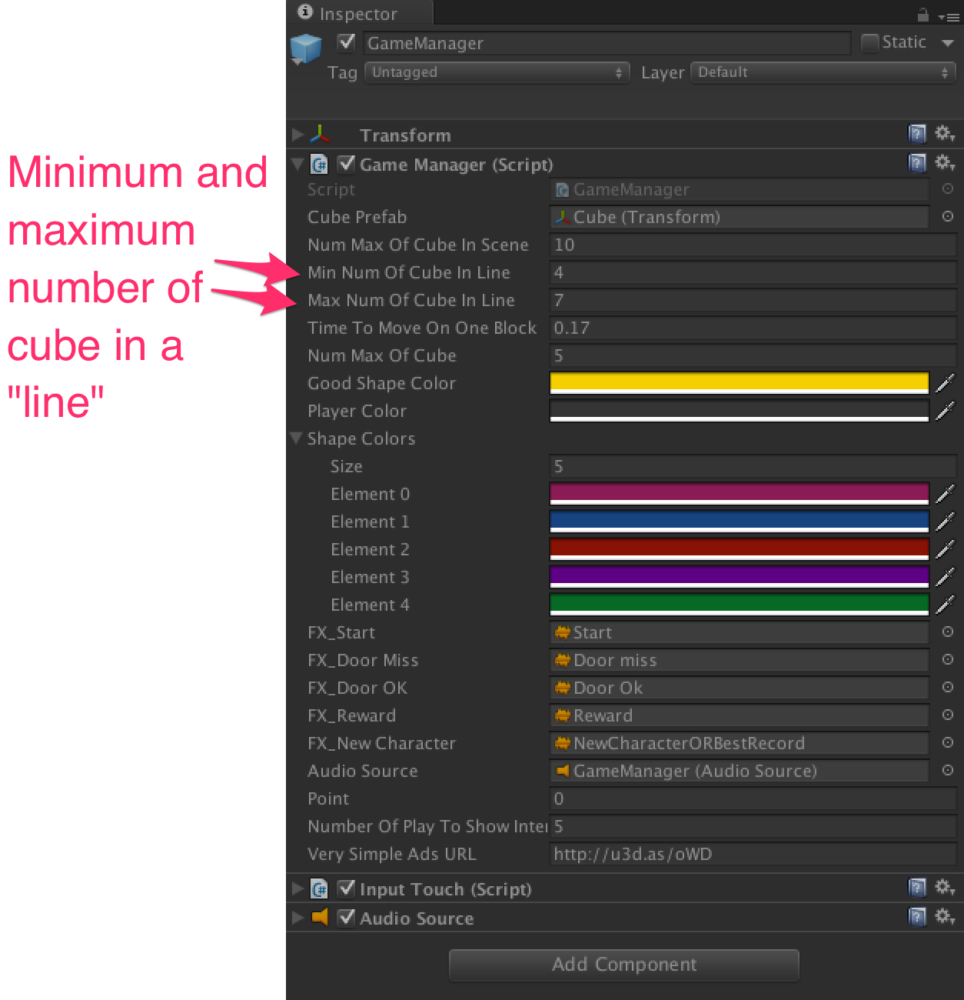 Inspector
GameManager
Static
Tag Untagged Layer Default
Transform
Game Manager (Script)
Script GameManager
Cube Prefab Cube (Transform)
Num Max Of Cube In Scene 10
Min Num Of Cube In Line 4
Max Num Of Cube In Line 7
Time To Move On One Block 0.17
Num Max Of Cube 5
Good Shape Color
Player Color
Shape Colors
Size 5
Element 0
Element 1
Element 2
Element 3
Element 4
FX_Start Start
FX_Door Miss Door miss
FX_Door OK Door Ok
FX_Reward Reward
FX_New Character NewCharacterORBestRecord
Audio Source GameManager (Audio Source)
Point 0
Number Of Play To Show Inter 5
Very Simple Ads URL http://u3d.as/oWD
Input Touch (Script)
Audio Source
Add Component
Minimum and
maximum
number of
cube in a
"line"